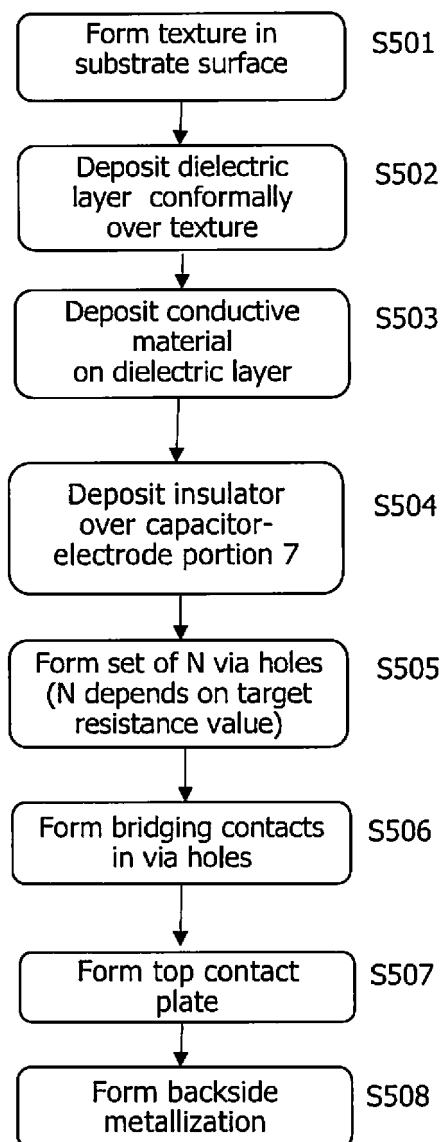 Form texture in
substrate surface
S501
Deposit dielectric
layer conformally
over texture
S502
Deposit conductive
material
on dielectric layer
S503
Deposit insulator
over capacitor-
electrode portion 7
S504
Form set of N via holes
(N depends on target
resistance value)
S505
Form bridging contacts
in via holes
S506
Form top contact
plate
S507
Form backside
metallization
S508